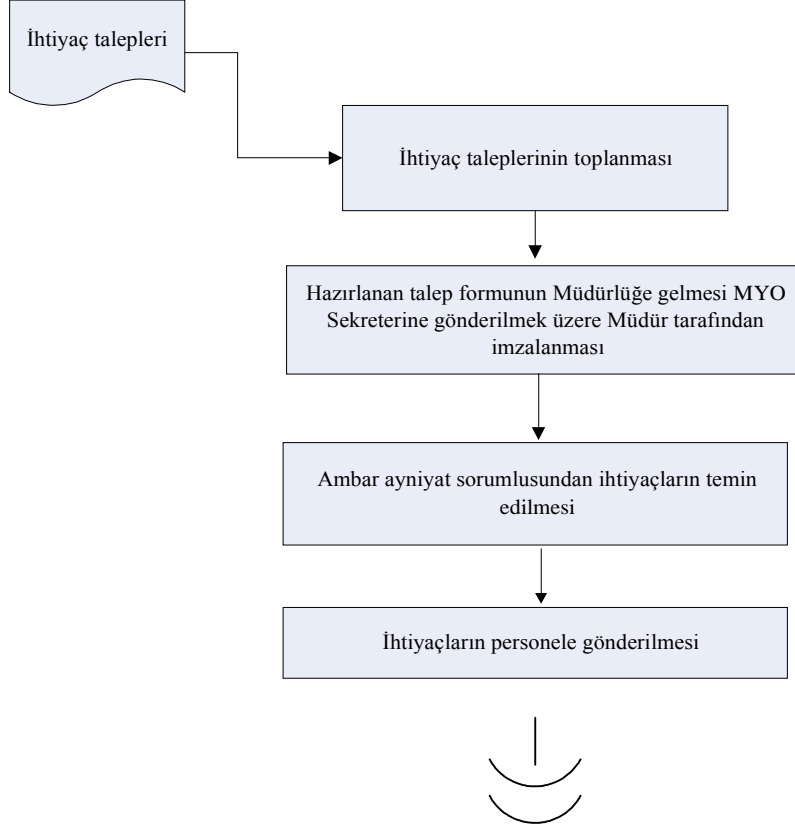 İhtiyaç talepleri
İhtiyaç taleplerinin toplanması
Hazırlanan talep formunun Müdürlüğe gelmesi MYO
Sekreterine gönderilmek üzere Müdür tarafından
imzalanması
Ambar ayniyat sorumlusundan ihtiyaçların temin
edilmesi
İhtiyaçların personele gönderilmesi